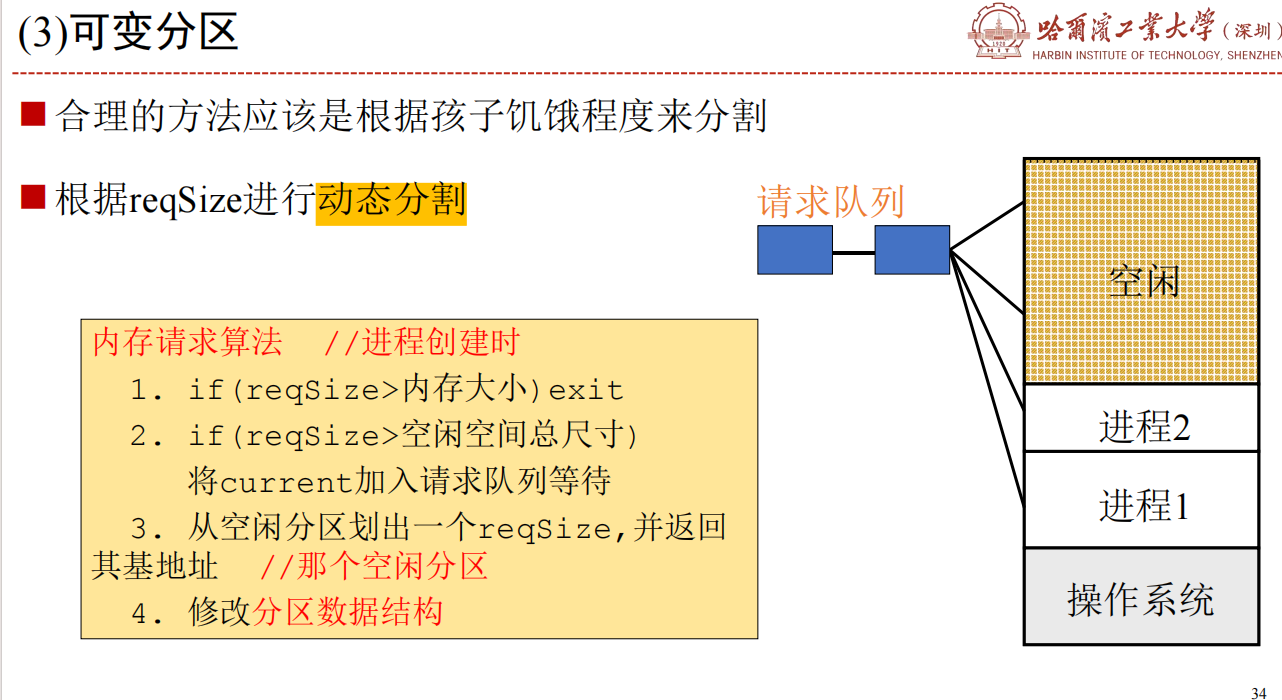 (3)可变分区
哈尔滨工业大学(深圳)
HARBIN INSTITUTE OF TECHNOLOGY, SHENZHEN
1920
HIT
合理的方法应该是根据孩子饥饿程度来分割
根据reqSize进行动态分割
请求队列
内存请求算法 //进程创建时
1. if(reqSize>内存大小)exit
2. if(reqSize>空闲空间总尺寸)
将current加入请求队列等待
3. 从空闲分区划出一个reqSize,并返回
其基地址 //那个空闲分区
4. 修改分区数据结构
空闲
进程2
进程1
操作系统
34